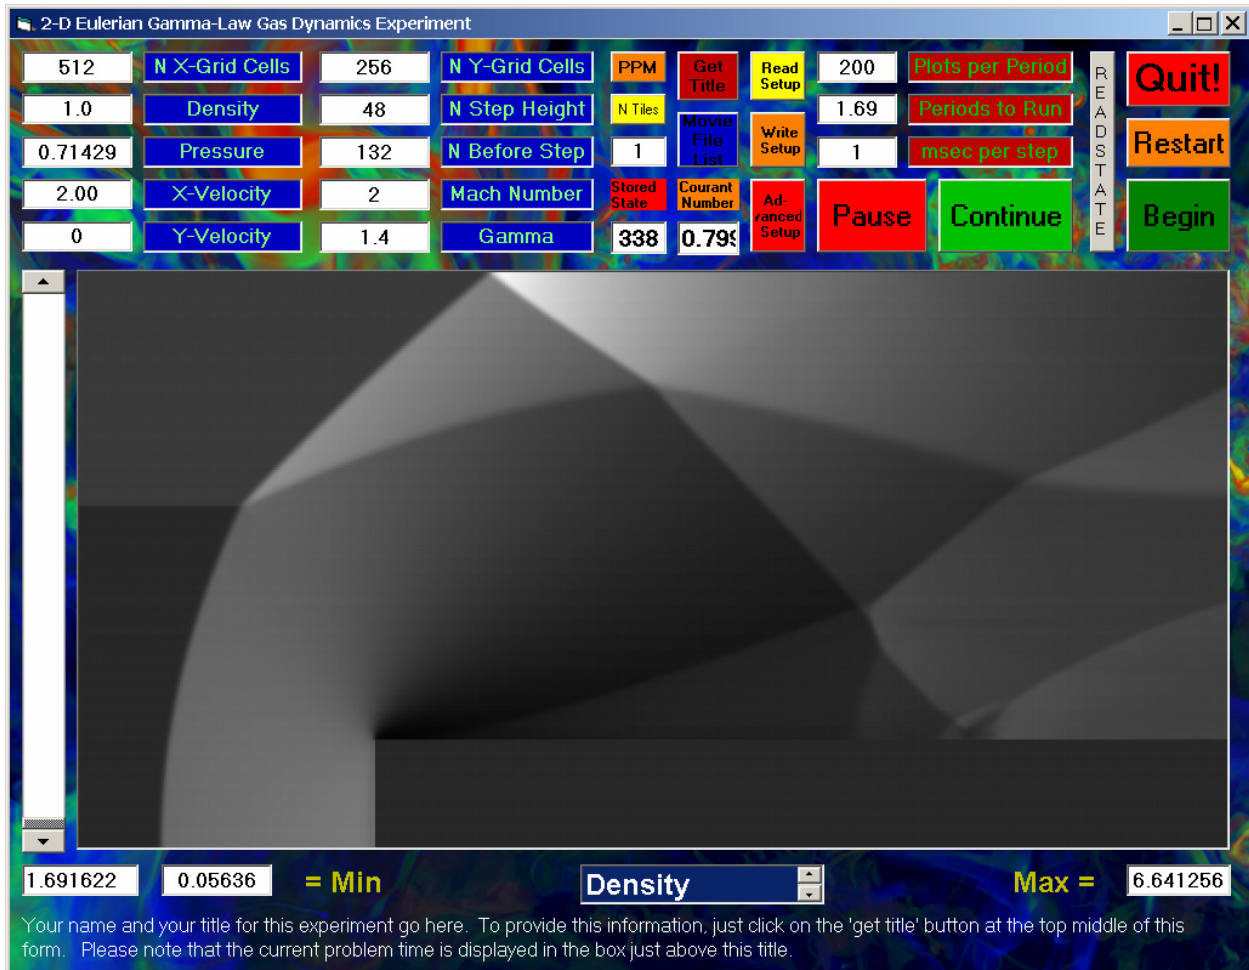 2-D Eulerian Gamma-Law Gas Dynamics Experiment
512 N X-Grid Cells 256 N Y-Grid Cells PPM Get Title Read Setup 200 Plots per Period READSTATE Quit!
1.0 Density 48 N Step Height N Tiles Movie File List Write Setup 1.69 Periods to Run Restart
0.71429 Pressure 132 N Before Step 1 1 msec per step
2.00 X-Velocity 2 Mach Number Stored State Courant Number Ad-vanced Setup Pause Continue Begin
0 Y-Velocity 1.4 Gamma 338 0.799
1.691622 0.05636 = Min Density Max = 6.641256
Your name and your title for this experiment go here. To provide this information, just click on the 'get title' button at the top middle of this
form. Please note that the current problem time is displayed in the box just above this title.